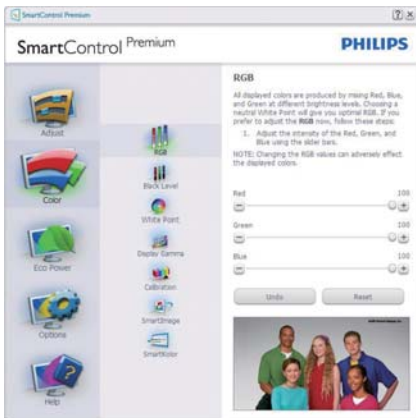 SmartControl Premium
SmartControl Premium
PHILIPS
Adjust
Color
Eco Power
Options
Help
RGB
Black Level
White Point
Display Gamma
Calibration
SmartImage
SmartKolor
RGB
All displayed colors are produced by mixing Red, Blue,
and Green at different brightness levels. Choosing a
neutral White Point will give you optimal RGB. If you
prefer to adjust the RGB now, follow these steps:
1. Adjust the intensity of the Red, Green, and
Blue using the slider bars.
NOTE: Changing the RGB values can adversely effect
the displayed colors.
Red 100
Green 100
Blue 100
Undo Reset